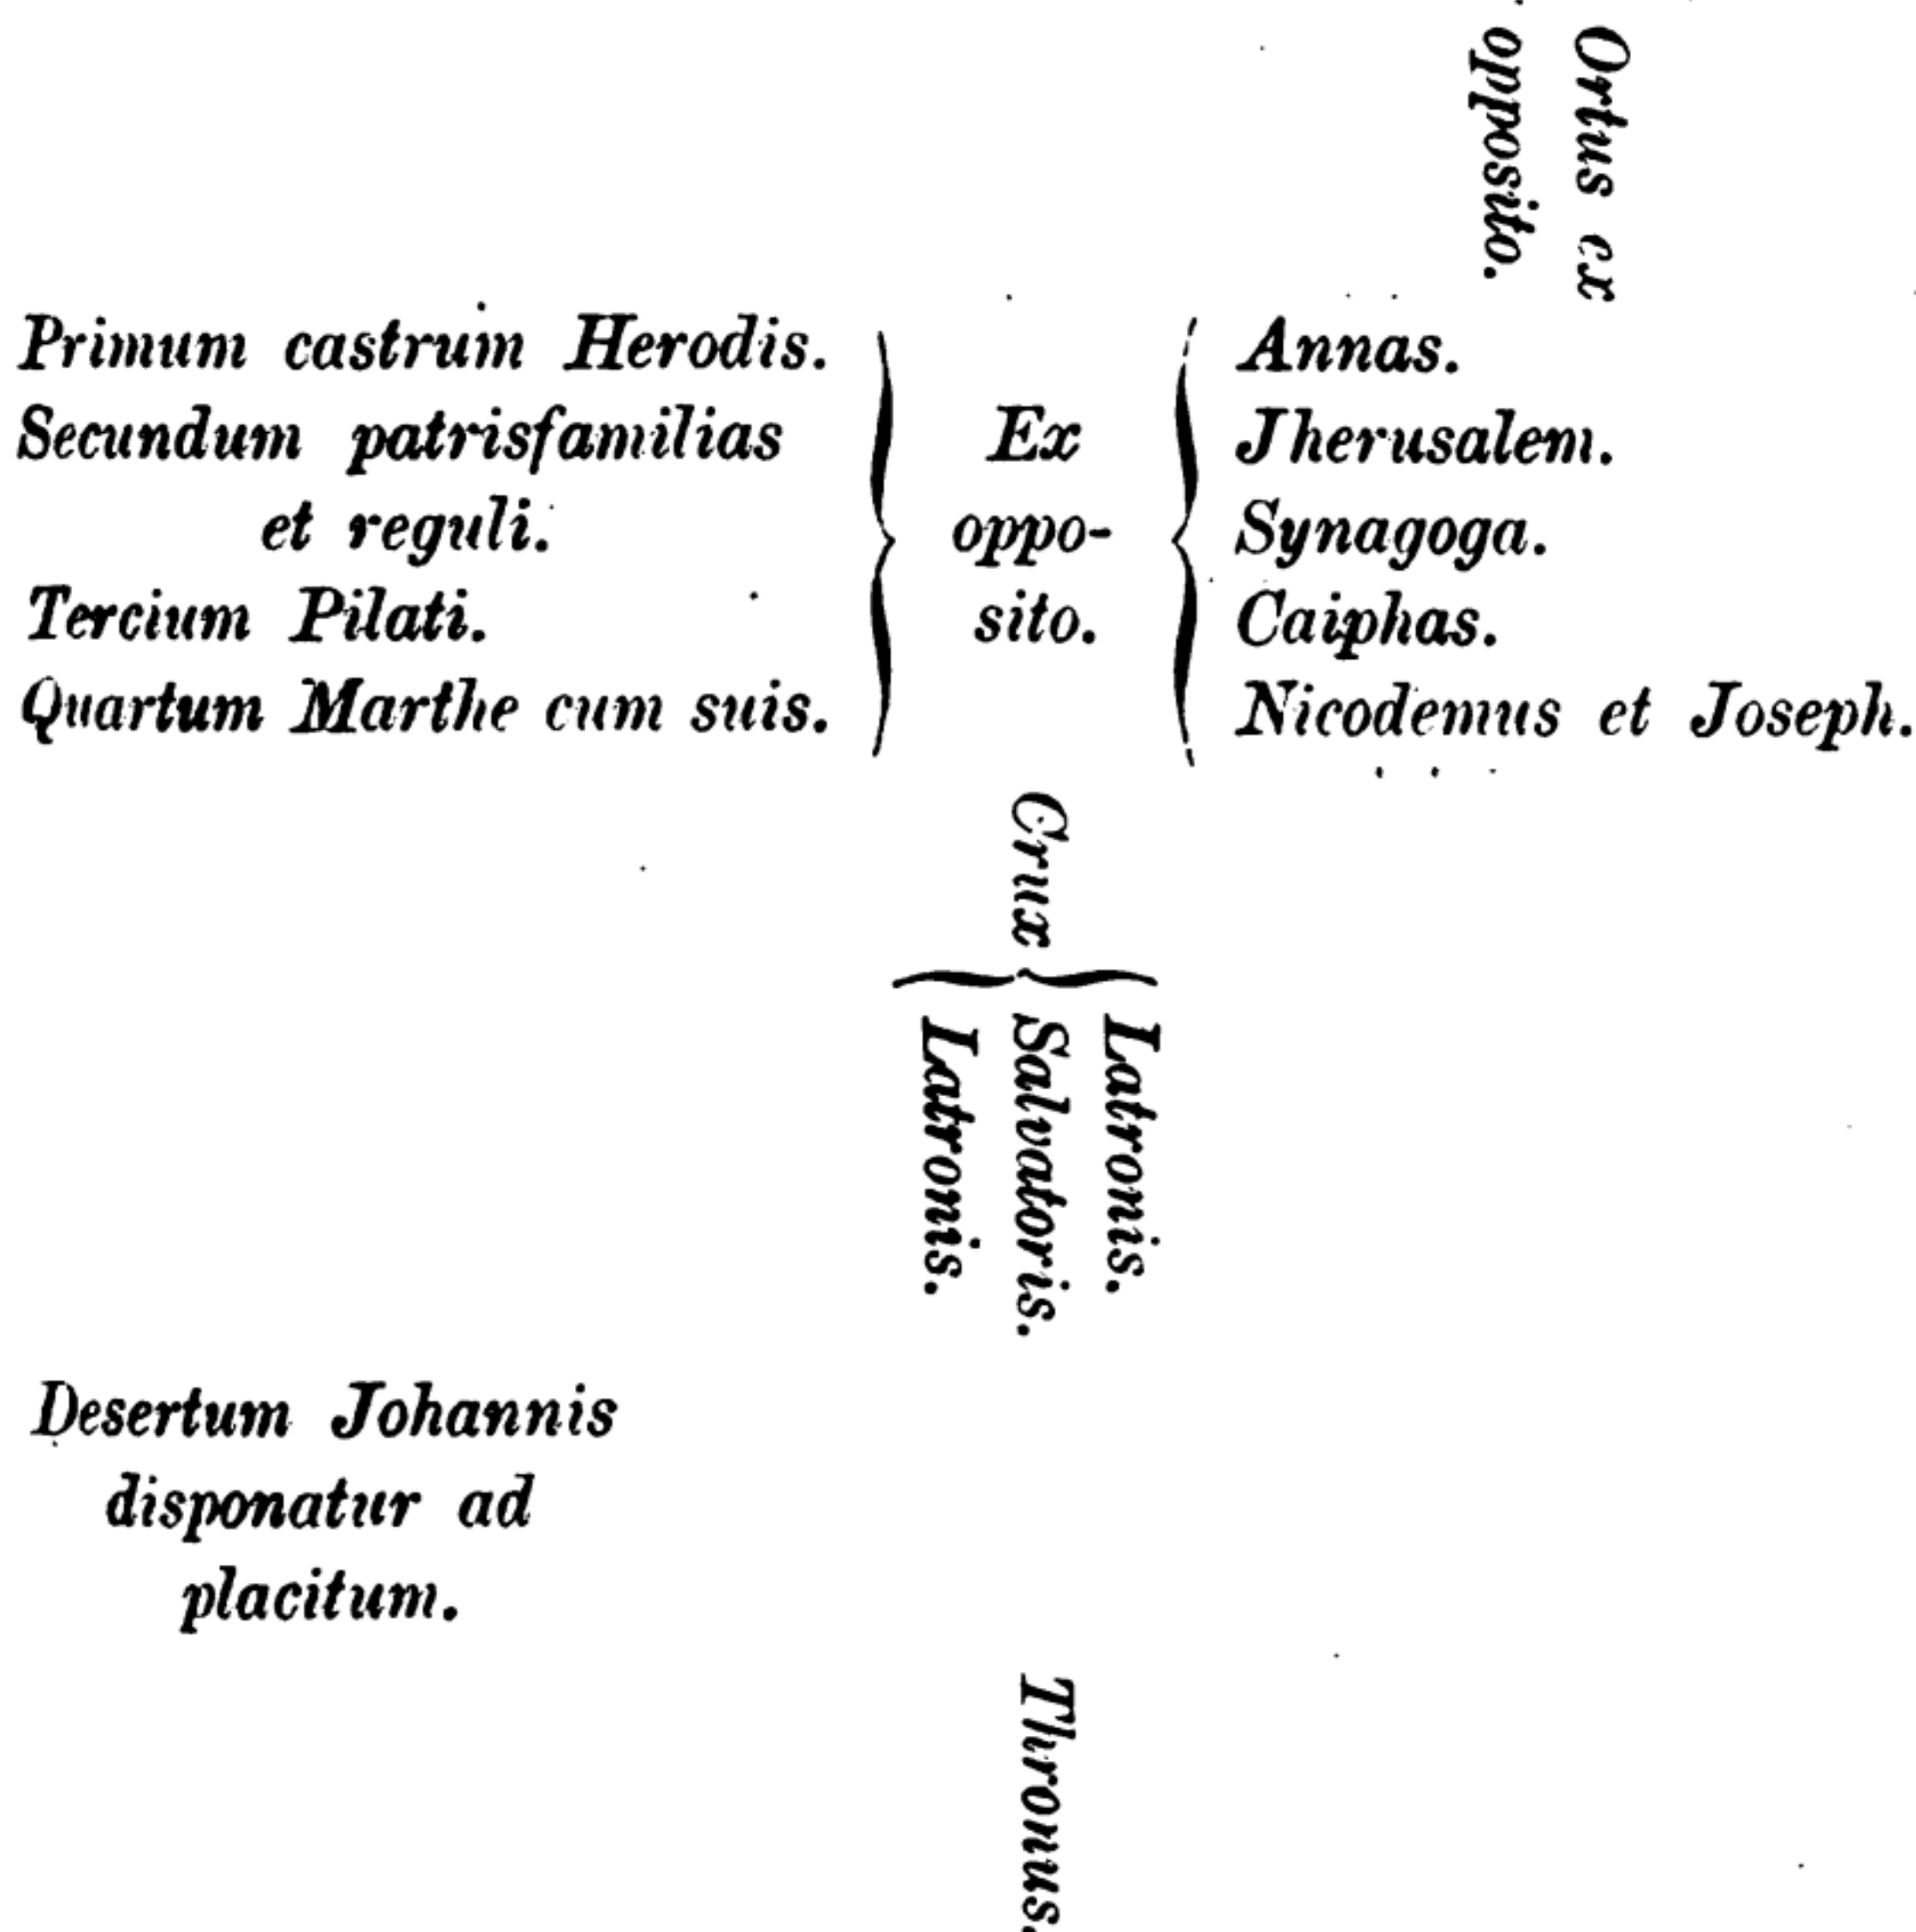 Ortus ex
opposito.
Primum castrum Herodis.
Secundum patrisfamilias
et reguli.
Tercium Pilati.
Quartum Marthe cum suis.
Ex
oppo-
sito.
Annas.
Jherusalem.
Synagoga.
Caiphas.
Nicodemus et Joseph.
Crux
Latronis.
Salvatoris.
Latronis.
Desertum Johannis
disponatur ad
placitum.
Thronus.